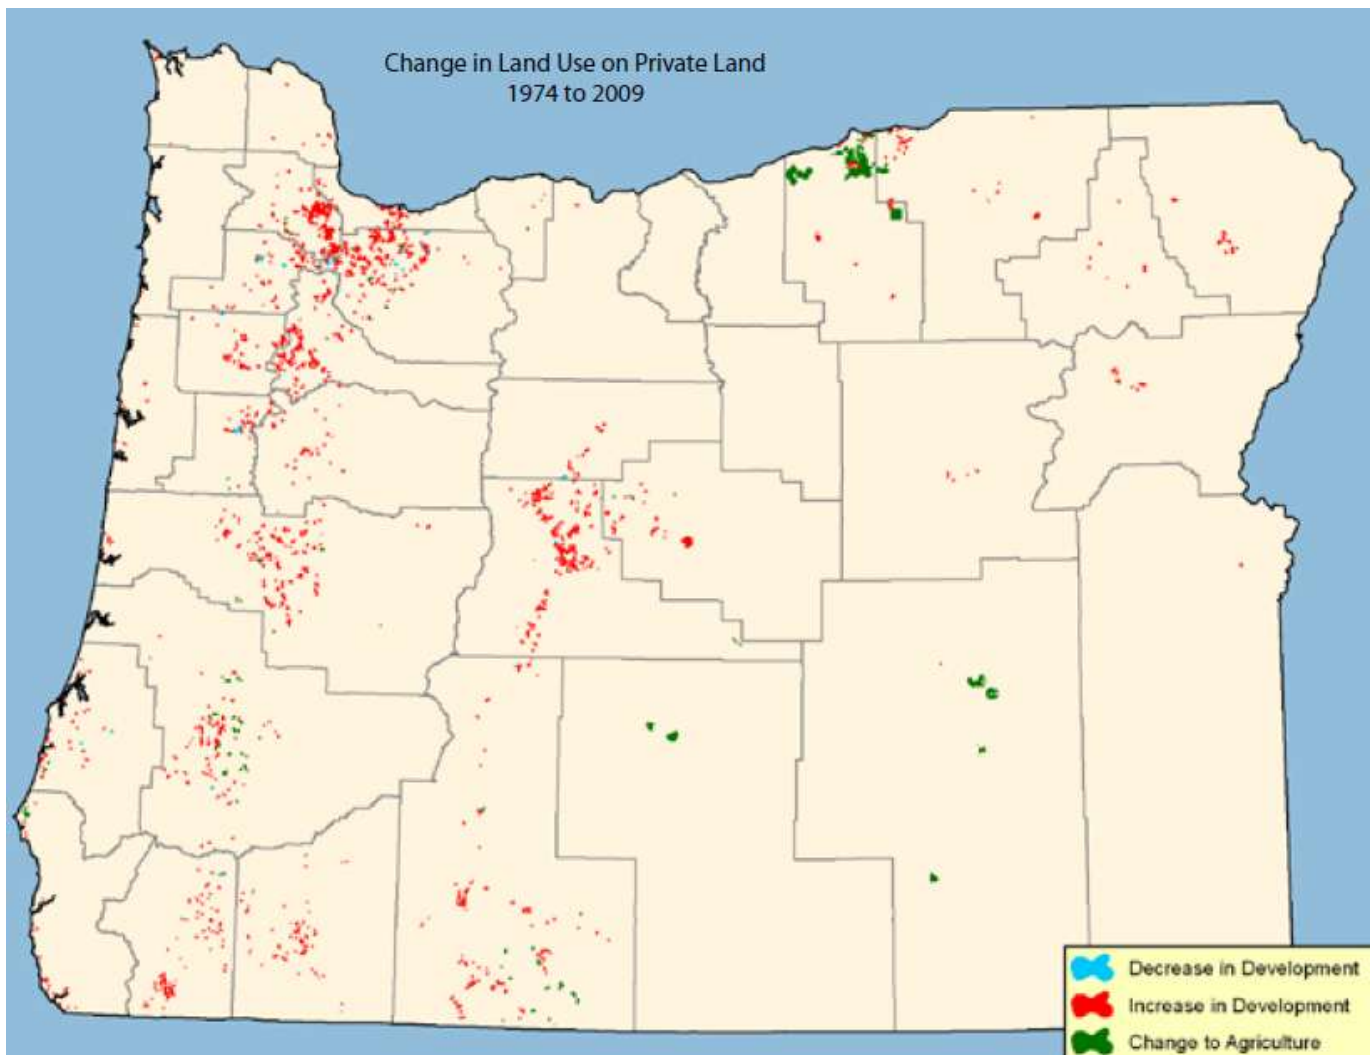 Change in Land Use on Private Land
1974 to 2009
Decrease in Development
Increase in Development
Change to Agriculture